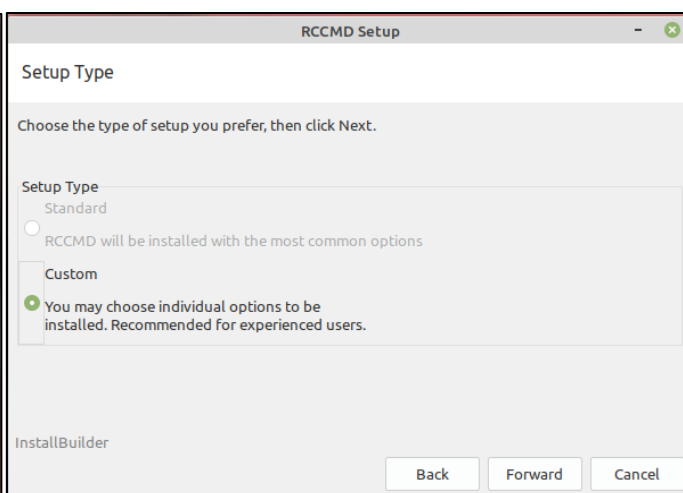 RCCMD Setup
Setup Type
Choose the type of setup you prefer, then click Next.
Setup Type
Standard
RCCMD will be installed with the most common options
Custom
You may choose individual options to be
installed. Recommended for experienced users.
InstallBuilder
Back Forward Cancel